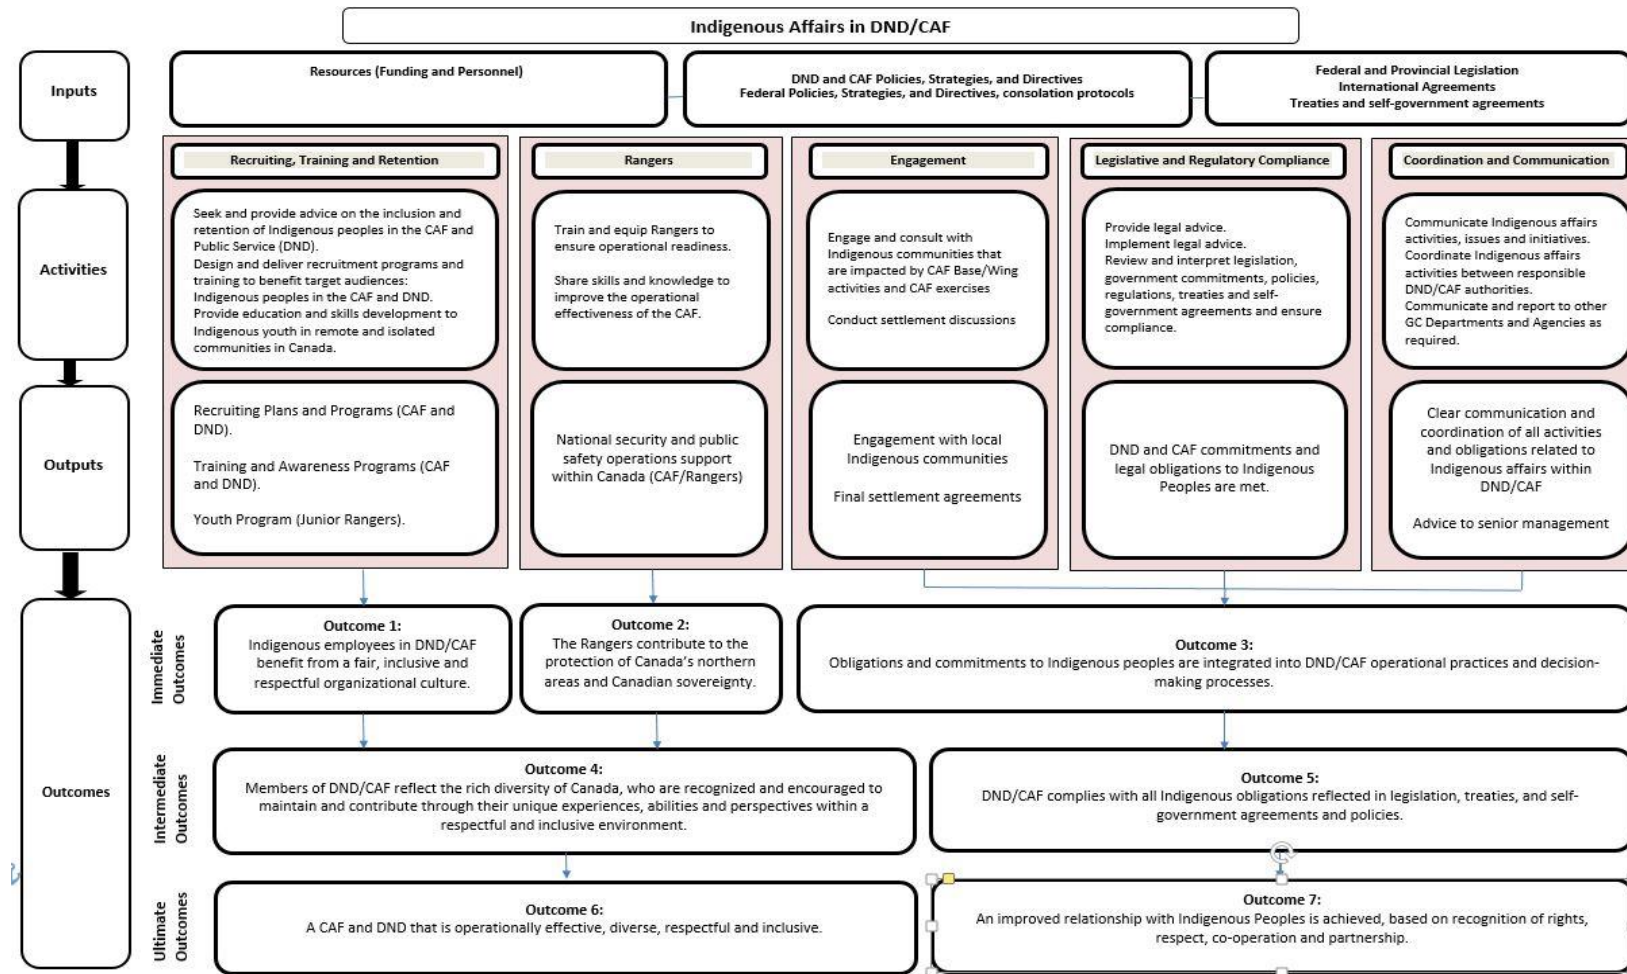 Indigenous Affairs in DND/CAF
Inputs
Resources (Funding and Personnel)
DND and CAF Policies, Strategies, and Directives
Federal Policies, Strategies, and Directives, consolation protocols
Federal and Provincial Legislation
International Agreements
Treaties and self-government agreements
Recruiting, Training and Retention
Rangers
Engagement
Legislative and Regulatory Compliance
Coordination and Communication
Activities
Seek and provide advice on the inclusion and
retention of Indigenous peoples in the CAF and
Public Service (DND).
Design and deliver recruitment programs and
training to benefit target audiences:
Indigenous peoples in the CAF and DND.
Provide education and skills development to
Indigenous youth in remote and isolated
communities in Canada.
Train and equip Rangers to
ensure operational readiness.
Share skills and knowledge to
improve the operational
effectiveness of the CAF.
Engage and consult with
Indigenous communities that
are impacted by CAF Base/Wing
activities and CAF exercises
Conduct settlement discussions
Provide legal advice.
Implement legal advice.
Review and interpret legislation,
government commitments, policies,
regulations, treaties and self-
government agreements and ensure
compliance.
Communicate Indigenous affairs
activities, issues and initiatives.
Coordinate Indigenous affairs
activities between responsible
DND/CAF authorities.
Communicate and report to other
GC Departments and Agencies as
required.
Outputs
Recruiting Plans and Programs (CAF and
DND).
Training and Awareness Programs (CAF
and DND).
Youth Program (Junior Rangers).
National security and public
safety operations support
within Canada (CAF/Rangers)
Engagement with local
Indigenous communities
Final settlement agreements
DND and CAF commitments and
legal obligations to Indigenous
Peoples are met.
Clear communication and
coordination of all activities
and obligations related to
Indigenous affairs within
DND/CAF
Advice to senior management
Outcomes
Immediate
Outcomes
Outcome 1:
Indigenous employees in DND/CAF
benefit from a fair, inclusive and
respectful organizational culture.
Outcome 2:
The Rangers contribute to the
protection of Canada's northern
areas and Canadian sovereignty.
Outcome 3:
Obligations and commitments to Indigenous peoples are integrated into DND/CAF operational practices and decision-
making processes.
Intermediate
Outcomes
Outcome 4:
Members of DND/CAF reflect the rich diversity of Canada, who are recognized and encouraged to
maintain and contribute through their unique experiences, abilities and perspectives within a
respectful and inclusive environment.
Outcome 5:
DND/CAF complies with all Indigenous obligations reflected in legislation, treaties, and self-
government agreements and policies.
Ultimate
Outcomes
Outcome 6:
A CAF and DND that is operationally effective, diverse, respectful and inclusive.
Outcome 7:
An improved relationship with Indigenous Peoples is achieved, based on recognition of rights,
respect, co-operation and partnership.